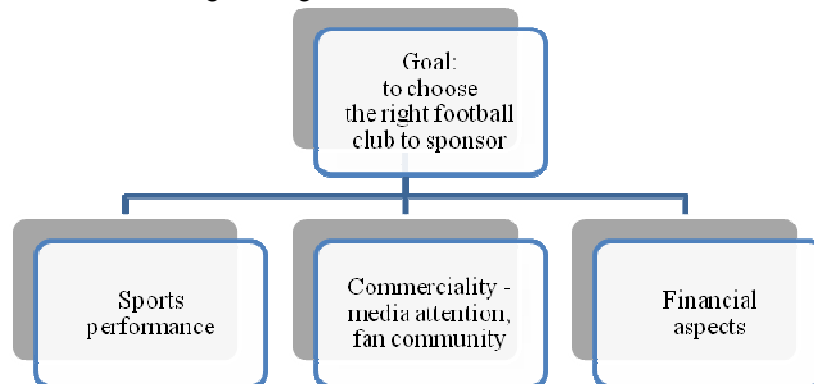 Goal:
to choose
the right football
club to sponsor
Sports
performance
Commerciality -
media attention,
fan community
Financial
aspects